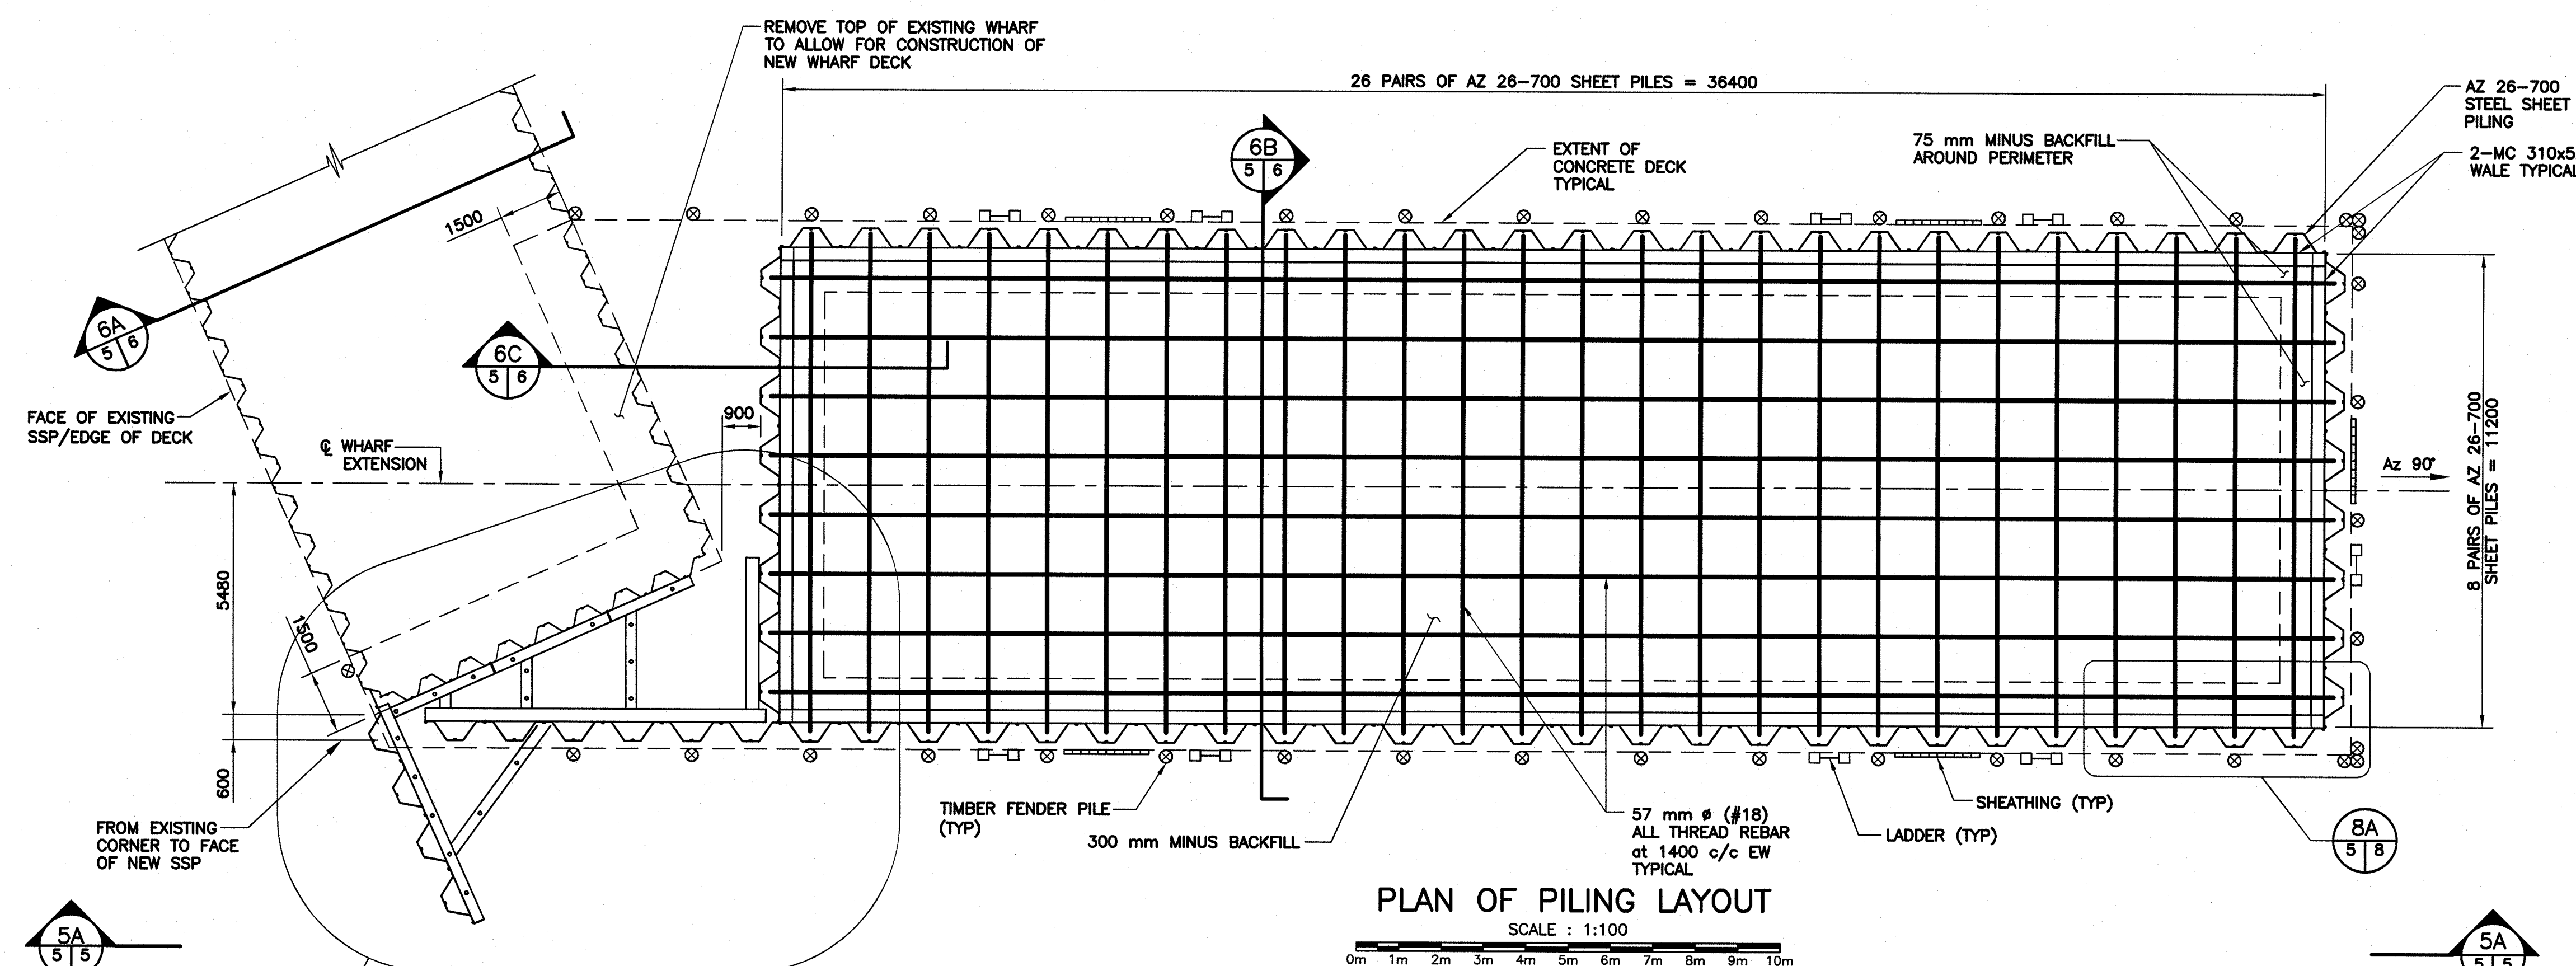 REMOVE TOP OF EXISTING WHARF
TO ALLOW FOR CONSTRUCTION OF
NEW WHARF DECK
26 PAIRS OF AZ 26-700 SHEET PILES = 36400
AZ 26-700
STEEL SHEET
PILING
2-MC 310x5
WALE TYPICAL
75 mm MINUS BACKFILL
AROUND PERIMETER
EXTENT OF
CONCRETE DECK
TYPICAL
6B
5 6
1500
6A
5 6
6C
5 6
FACE OF EXISTING
SSP/EDGE OF DECK
900
℄ WHARF
EXTENSION
Az 90°
8 PAIRS OF AZ 26-700
SHEET PILES = 11200
5480
1500
600
FROM EXISTING
CORNER TO FACE
OF NEW SSP
TIMBER FENDER PILE
(TYP)
300 mm MINUS BACKFILL
57 mm ø (#18)
ALL THREAD REBAR
at 1400 c/c EW
TYPICAL
LADDER (TYP)
SHEATHING (TYP)
8A
5 8
PLAN OF PILING LAYOUT
SCALE : 1:100
0m 1m 2m 3m 4m 5m 6m 7m 8m 9m 10m
5A
5 5
5A
5 5